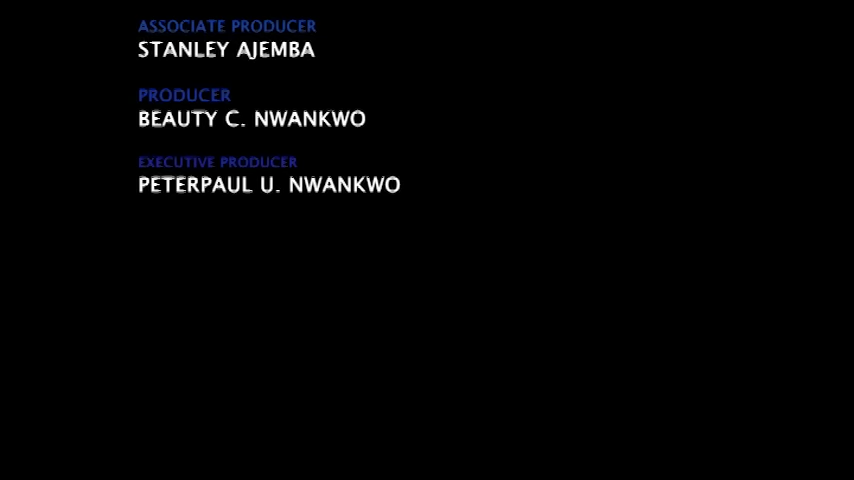 ASSOCIATE PRODUCER
STANLEY AJEMBA
PRODUCER
BEAUTY C. NWANKWO
EXECUTIVE PRODUCER
PETERPAUL U. NWANKWO